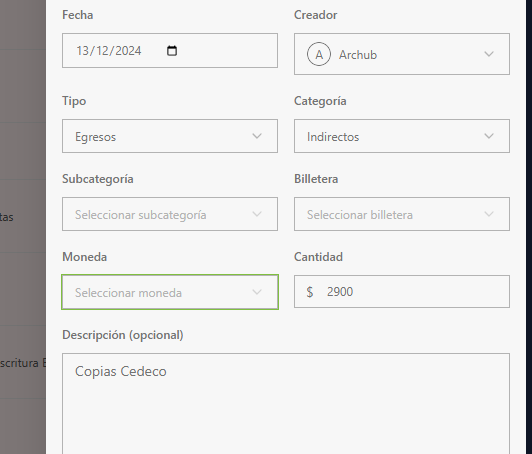 Fecha Creador
13/12/2024 A Archub
Tipo Categoría
Egresos Indirectos
Subcategoría Billetera
Seleccionar subcategoría Seleccionar billetera
tas
Moneda Cantidad
Seleccionar moneda $ 2900
Descripción (opcional)
scritura E Copias Cedeco